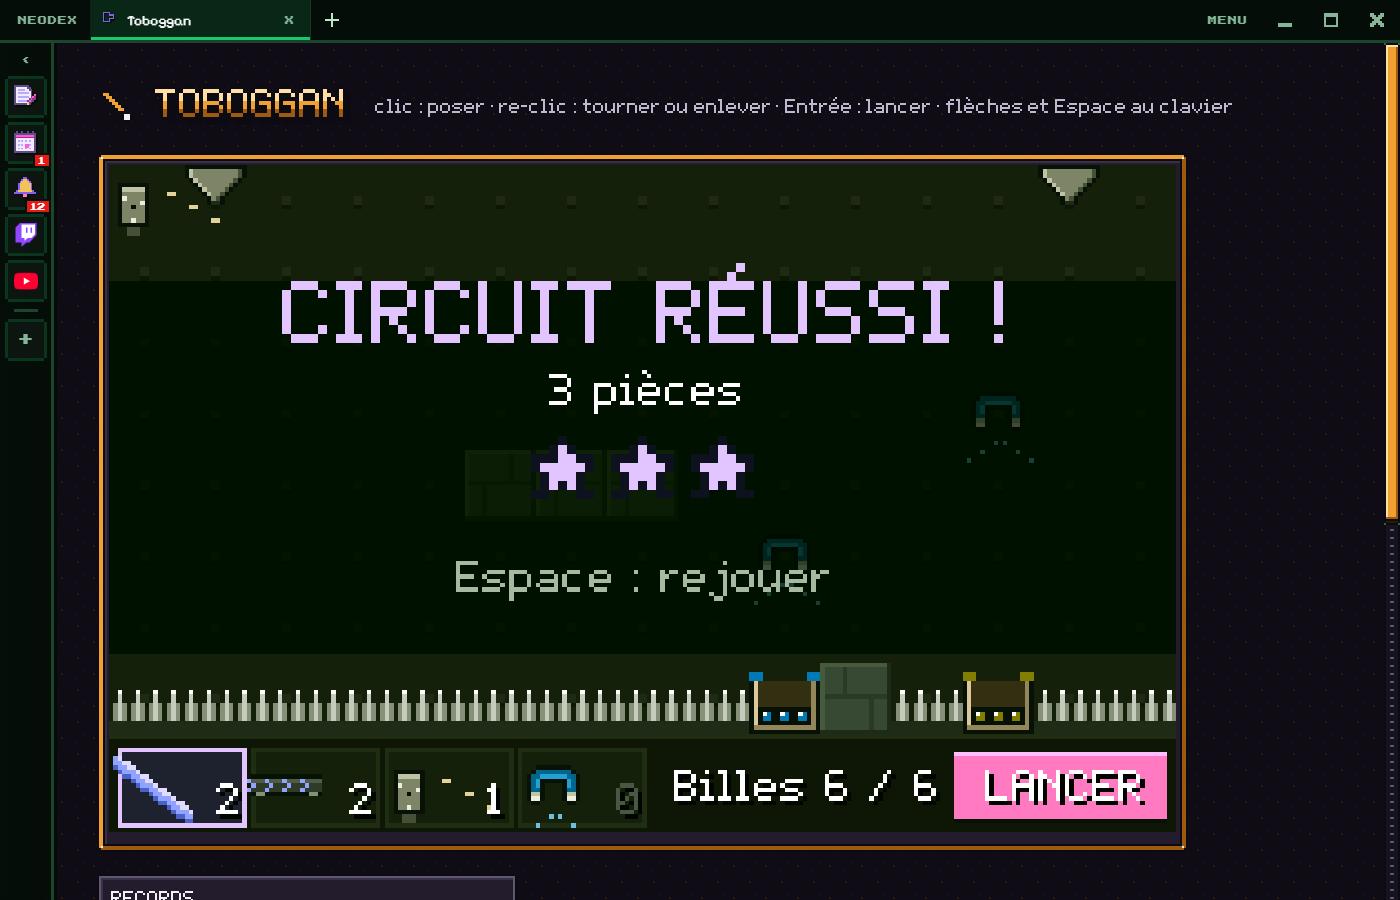 NEODEX
Toboggan
MENU
1
12
TOBOGGAN
clic : poser · re-clic : tourner ou enlever · Entrée : lancer · flèches et Espace au clavier
CIRCUIT RÉUSSI !
3 pièces
Espace : rejouer
2
2
1
0
Billes 6 / 6
LANCER
RECORDS